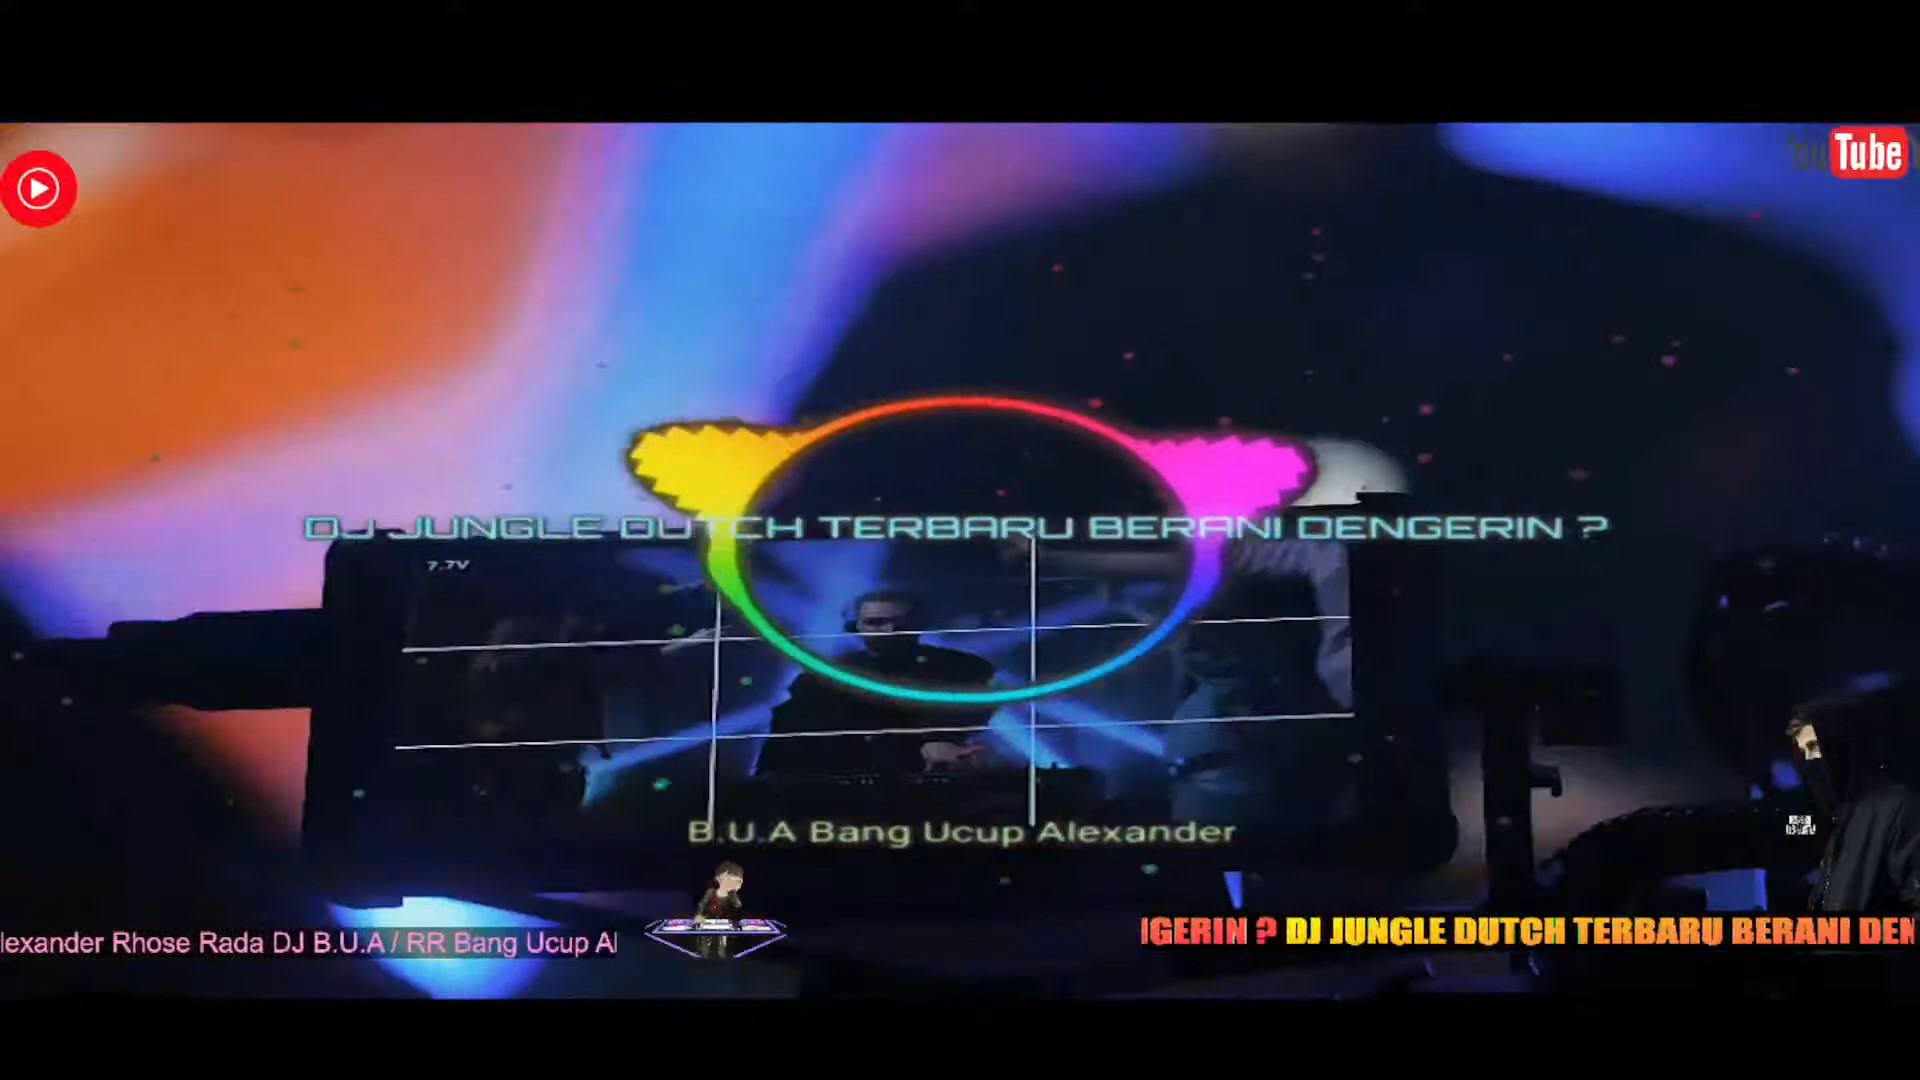 Tube
DJ JUNGLE DUTCH TERBARU BERANI DENGERIN ?
7.7V
B.U.A Bang Ucup Alexander
lexander Rhose Rada DJ B.U.A / RR Bang Ucup Al
IGERIN ? DJ JUNGLE DUTCH TERBARU BERANI DEN